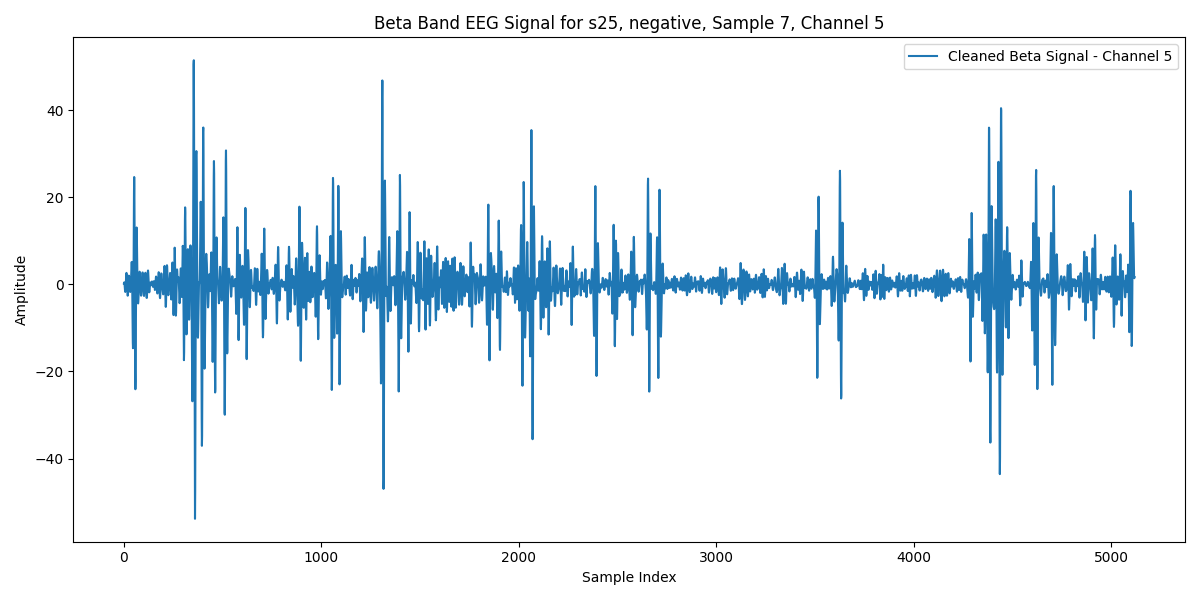 Beta Band EEG Signal for s25, negative, Sample 7, Channel 5
Cleaned Beta Signal - Channel 5
Amplitude
40
20
0
−20
−40
0 1000 2000 3000 4000 5000
Sample Index